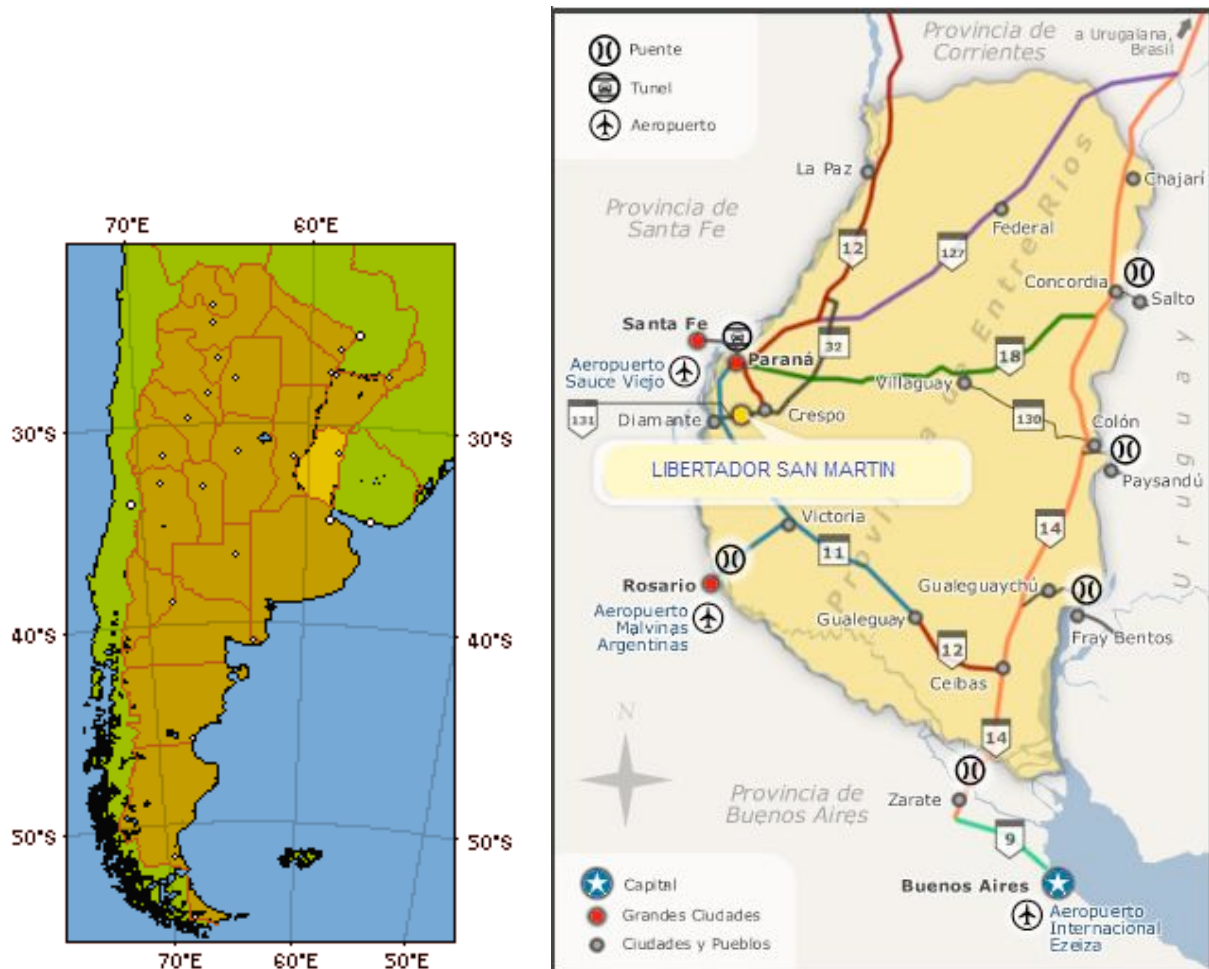 70°E
60°E
30°S
30°S
40°S
40°S
50°S
50°S
70°E
60°E
50°E
Puente
Tunel
Aeropuerto
Provincia de
Corrientes
a Urugaiana,
Brasil
La Paz
Chajarí
Provincia de
Santa Fe
Federal
12
127
Provincia de Entre Rios
Concordia
Salto
Santa Fe
Paraná
32
18
Aeropuerto
Sauce Viejo
Villaguay
Uruguay
131
Diamante
Crespo
130
Colón
LIBERTADOR SAN MARTIN
Paysandú
Victoria
14
11
Rosario
Gualeguaychú
Aeropuerto
Malvinas
Argentinas
Gualeguay
Fray Bentos
12
Ceibas
N
14
Provincia de
Buenos Aires
Zarate
9
Capital
Buenos Aires
Grandes Ciudades
Aeropuerto
Internacional
Ezeiza
Ciudades y Pueblos